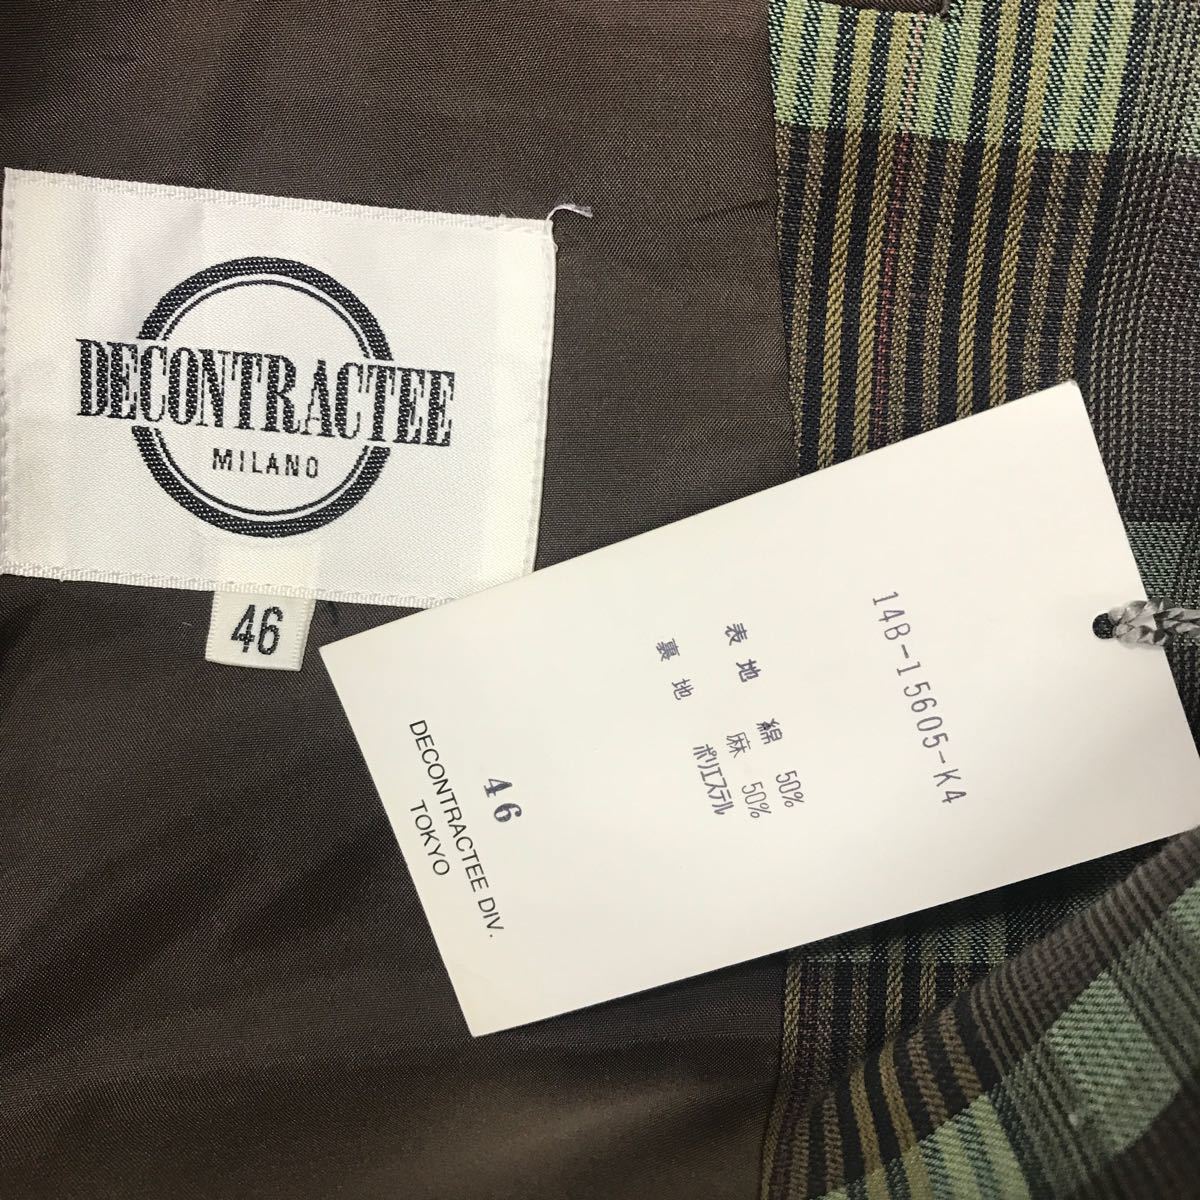 DECONTRACTEE
MILANO
46
14B-15605-K4
表地 綿 50%
麻 50%
裏地 ポリエステル
46
DECONTRACTEE DIV.
TOKYO